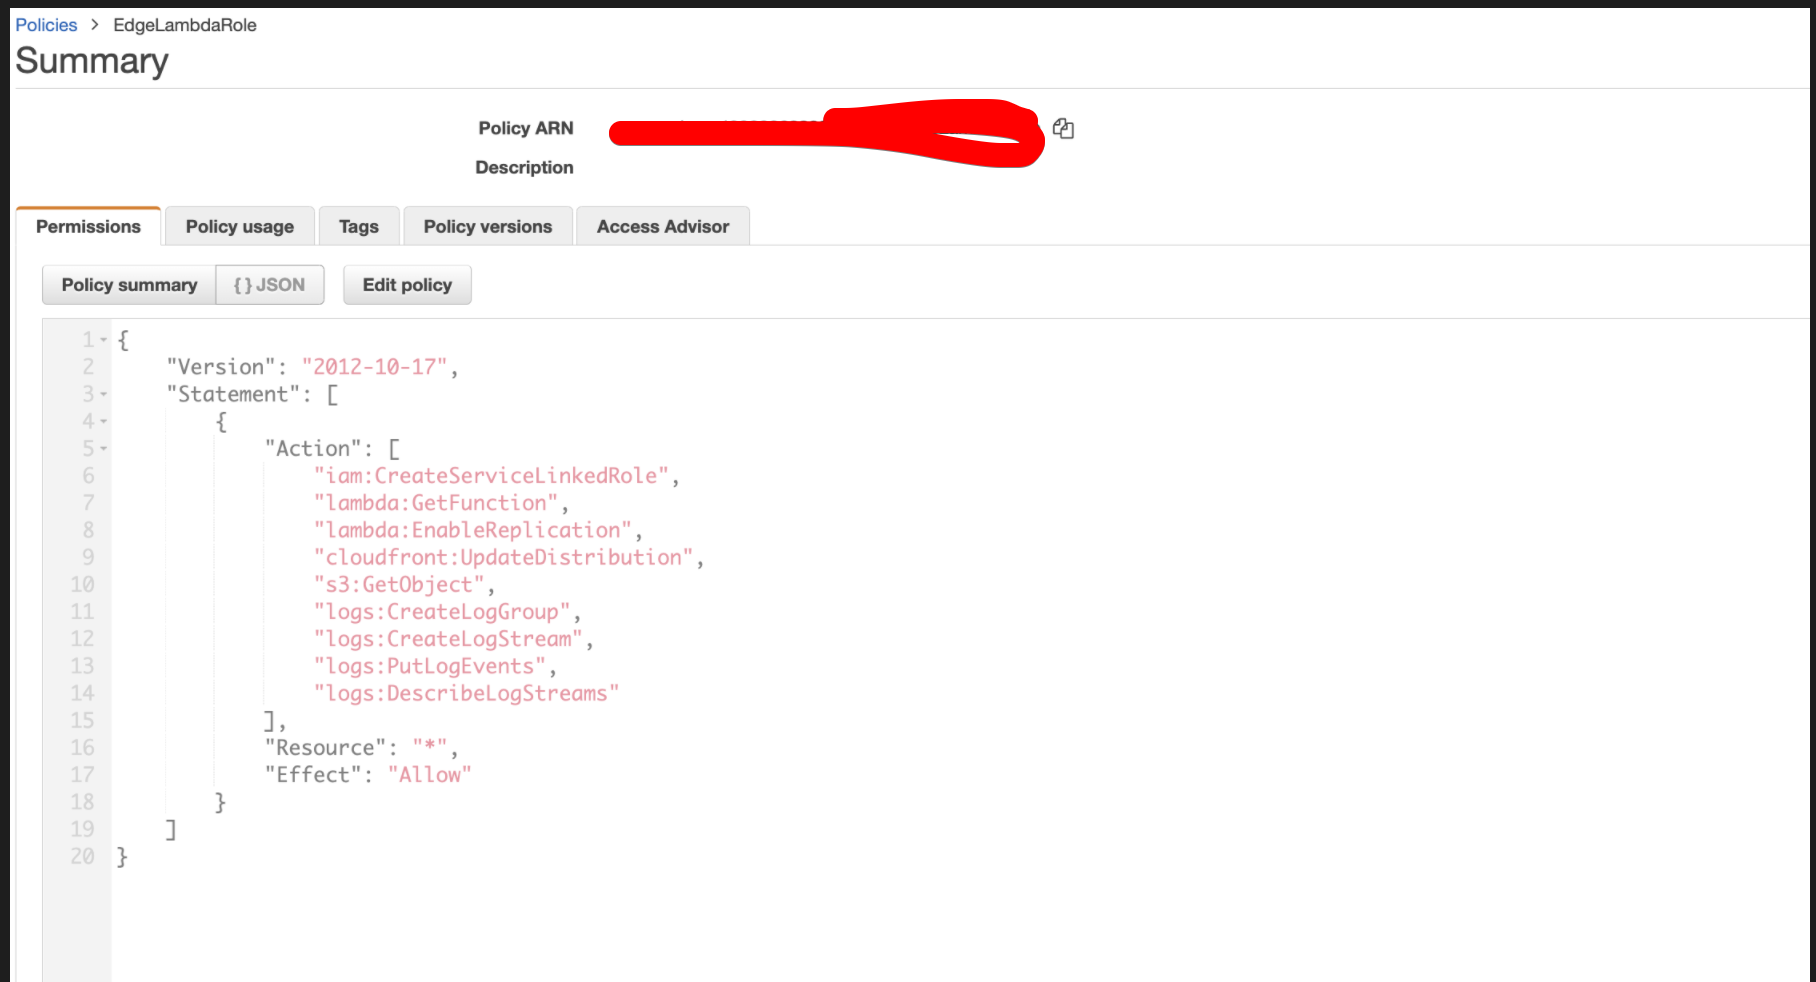 Policies > EdgeLambdaRole
Summary
Policy ARN
Description
Permissions Policy usage Tags Policy versions Access Advisor
Policy summary { } JSON Edit policy
1 {
2 "Version": "2012-10-17",
3 "Statement": [
4 {
5 "Action": [
6 "iam:CreateServiceLinkedRole",
7 "lambda:GetFunction",
8 "lambda:EnableReplication",
9 "cloudfront:UpdateDistribution",
10 "s3:GetObject",
11 "logs:CreateLogGroup",
12 "logs:CreateLogStream",
13 "logs:PutLogEvents",
14 "logs:DescribeLogStreams"
15 ],
16 "Resource": "*",
17 "Effect": "Allow"
18 }
19 ]
20 }